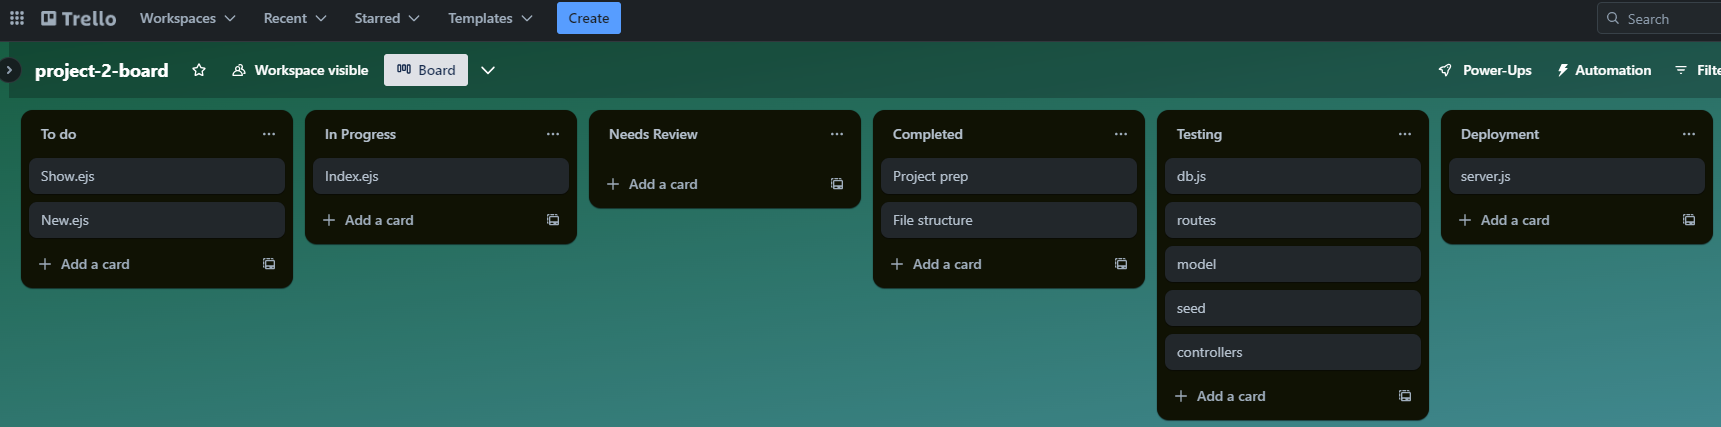 Trello Workspaces Recent Starred Templates Create Search
project-2-board Workspace visible Board Power-Ups Automation
To do
Show.ejs
New.ejs
Add a card
In Progress
Index.ejs
Add a card
Needs Review
Add a card
Completed
Project prep
File structure
Add a card
Testing
db.js
routes
model
seed
controllers
Add a card
Deployment
server.js
Add a card